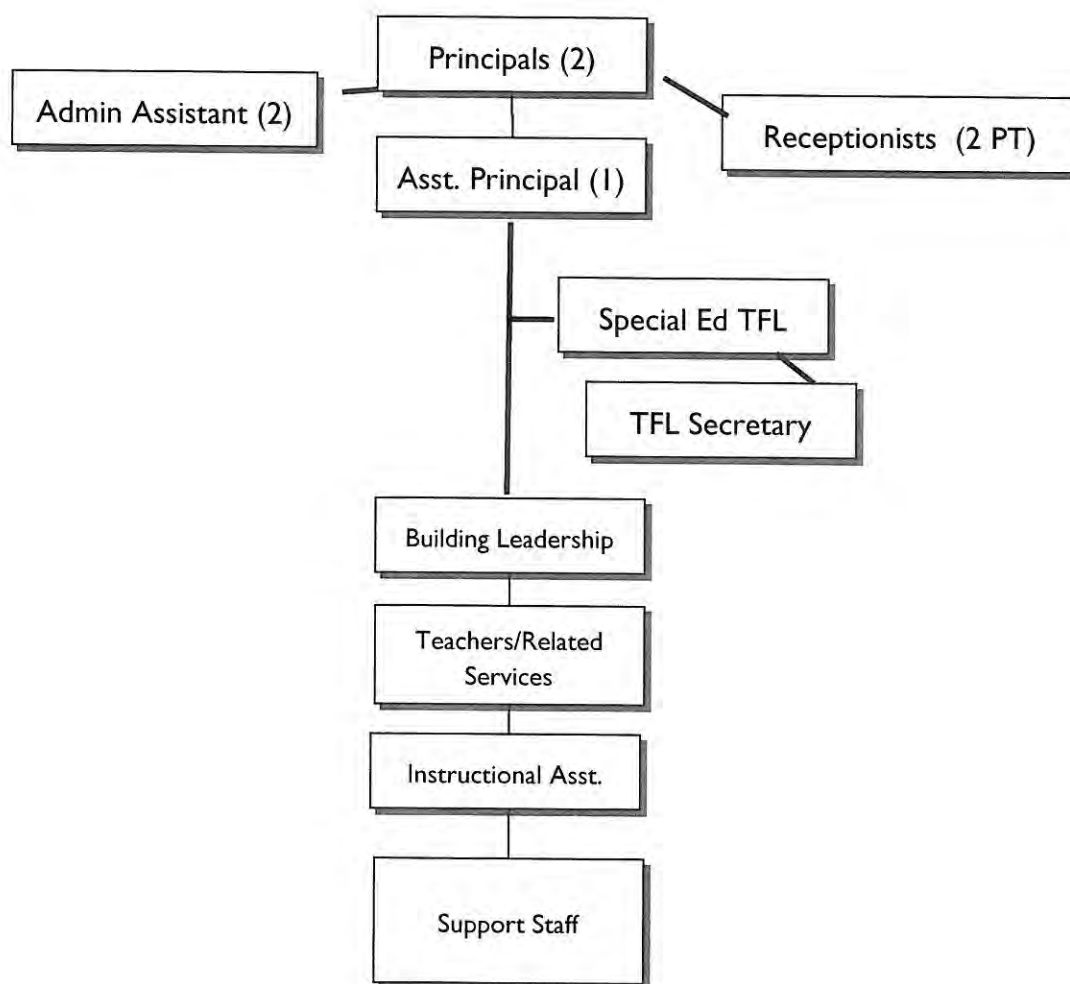 Principals (2)
Admin Assistant (2)
Receptionists (2 PT)
Asst. Principal (1)
Special Ed TFL
TFL Secretary
Building Leadership
Teachers/Related
Services
Instructional Asst.
Support Staff